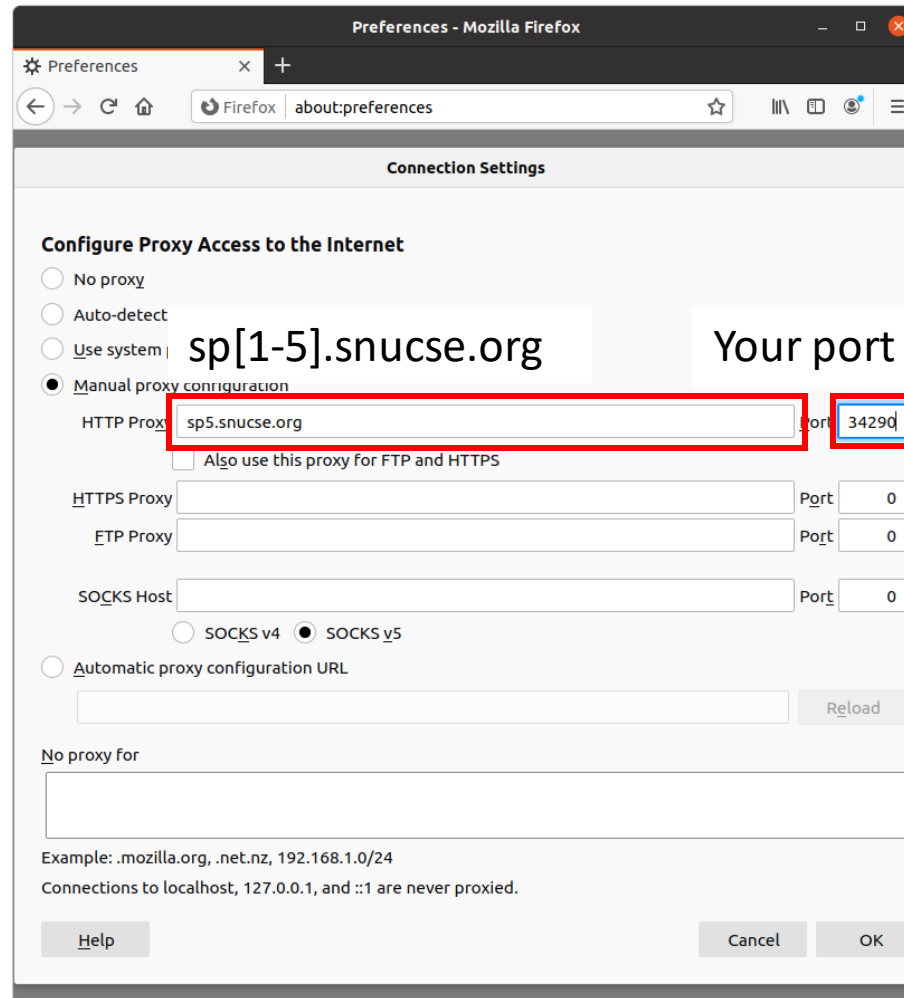 Preferences - Mozilla Firefox
Preferences
Firefox about:preferences
Connection Settings
Configure Proxy Access to the Internet
No proxy
Auto-detect
Use system
sp[1-5].snucse.org Your port
Manual proxy configuration
HTTP Proxy sp5.snucse.org Port 34290
Also use this proxy for FTP and HTTPS
HTTPS Proxy Port 0
FTP Proxy Port 0
SOCKS Host Port 0
SOCKS v4 SOCKS v5
Automatic proxy configuration URL
Reload
No proxy for
Example: .mozilla.org, .net.nz, 192.168.1.0/24
Connections to localhost, 127.0.0.1, and ::1 are never proxied.
Help Cancel OK